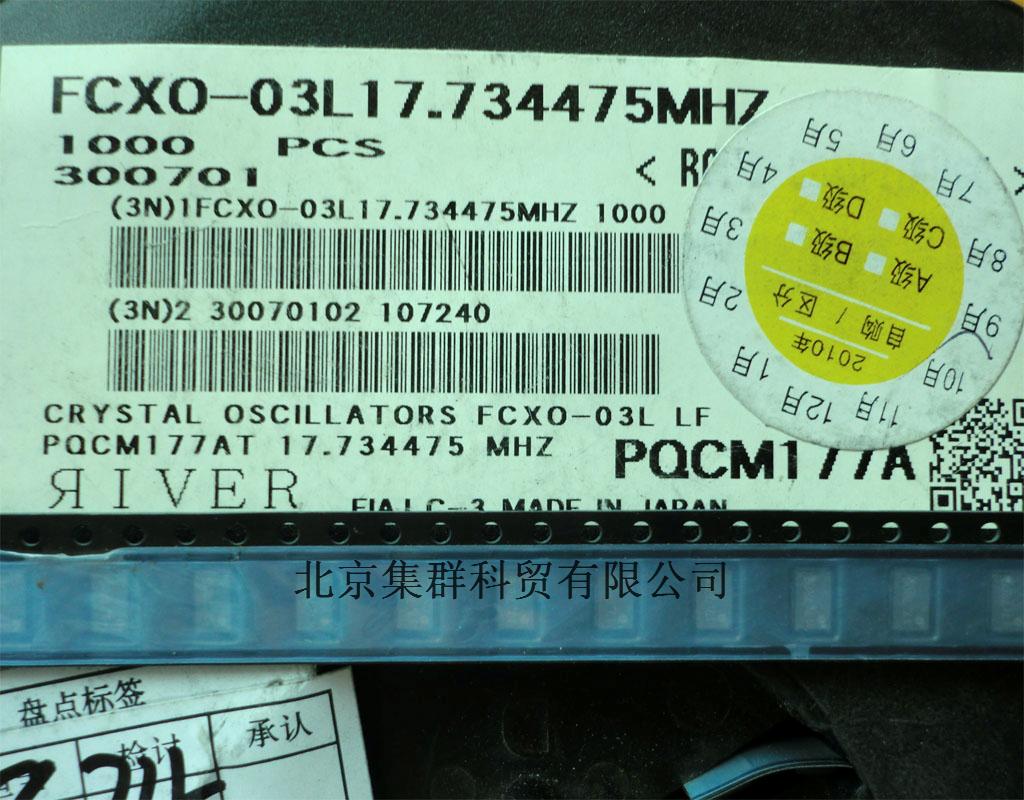 FCXO-03L17.734475MHZ
1000 PCS
300701
(3N)1FCXO-03L17.734475MHZ 1000
(3N)2 30070102 107240
CRYSTAL OSCILLATORS FCXO-03L LF
PQCM177AT 17.734475 MHZ
PQCM177A
ЯIVER
EIAJ C-3 MADE IN JAPAN
1月
2月
3月
4月
5月
6月
7月
8月
9月
10月
11月
12月
2010年
自购 / 区分
A级
B级
C级
D级
北京集群科贸有限公司
盘点标签
检讨
承认